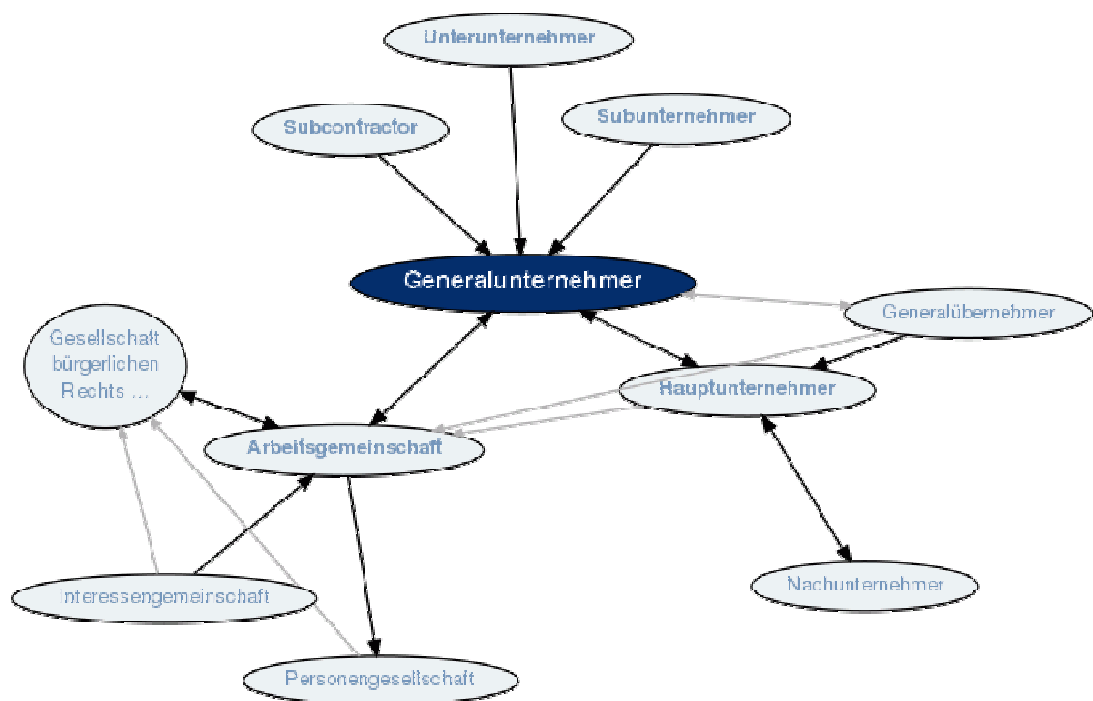 Unterunternehmer
Subcontractor
Subunternehmer
Generalunternehmer
Generalübernehmer
Gesellschaft
bürgerlichen
Rechts ...
Hauptunternehmer
Arbeitsgemeinschaft
Nachunternehmer
Interessengemeinschaft
Personengesellschaft